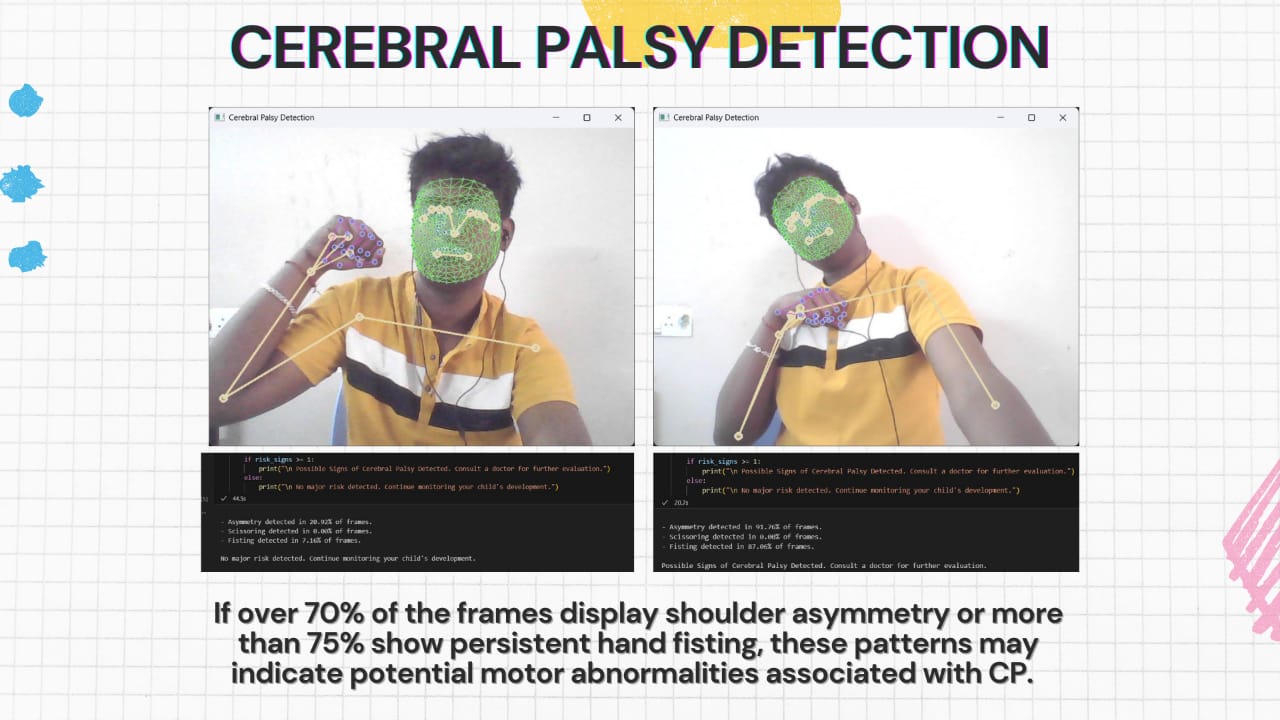 CEREBRAL PALSY DETECTION
Cerebral Palsy Detection
if risk_signs >= 1:
print("\n Possible Signs of Cerebral Palsy Detected. Consult a doctor for further evaluation.")
else:
print("\n No major risk detected. Continue monitoring your child's development.")
✓ 44.3s
- Asymmetry detected in 20.92% of frames.
- Scissoring detected in 0.00% of frames.
- Fisting detected in 7.16% of frames.
No major risk detected. Continue monitoring your child's development.
Cerebral Palsy Detection
if risk_signs >= 1:
print("\n Possible Signs of Cerebral Palsy Detected. Consult a doctor for further evaluation.")
else:
print("\n No major risk detected. Continue monitoring your child's development.")
✓ 20.2s
- Asymmetry detected in 91.76% of frames.
- Scissoring detected in 0.00% of frames.
- Fisting detected in 87.06% of frames.
Possible Signs of Cerebral Palsy Detected. Consult a doctor for further evaluation.
If over 70% of the frames display shoulder asymmetry or more
than 75% show persistent hand fisting, these patterns may
indicate potential motor abnormalities associated with CP.